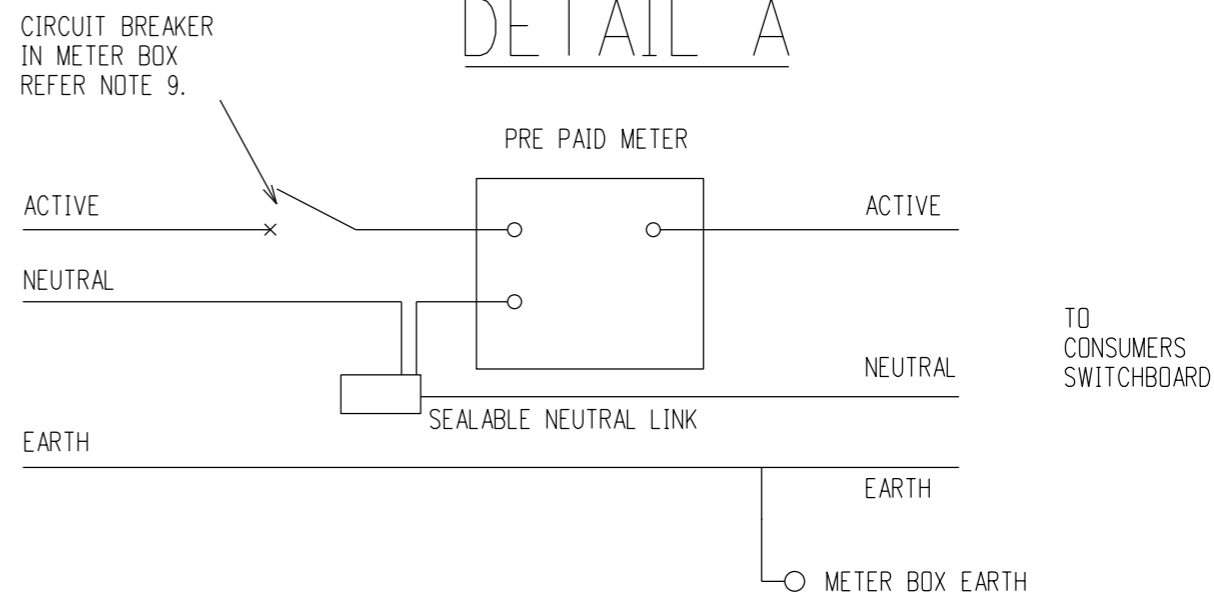 DETAIL A
CIRCUIT BREAKER
IN METER BOX
REFER NOTE 9.
PRE PAID METER
ACTIVE
ACTIVE
NEUTRAL
TO
CONSUMERS
SWITCHBOARD
NEUTRAL
SEALABLE NEUTRAL LINK
EARTH
EARTH
METER BOX EARTH